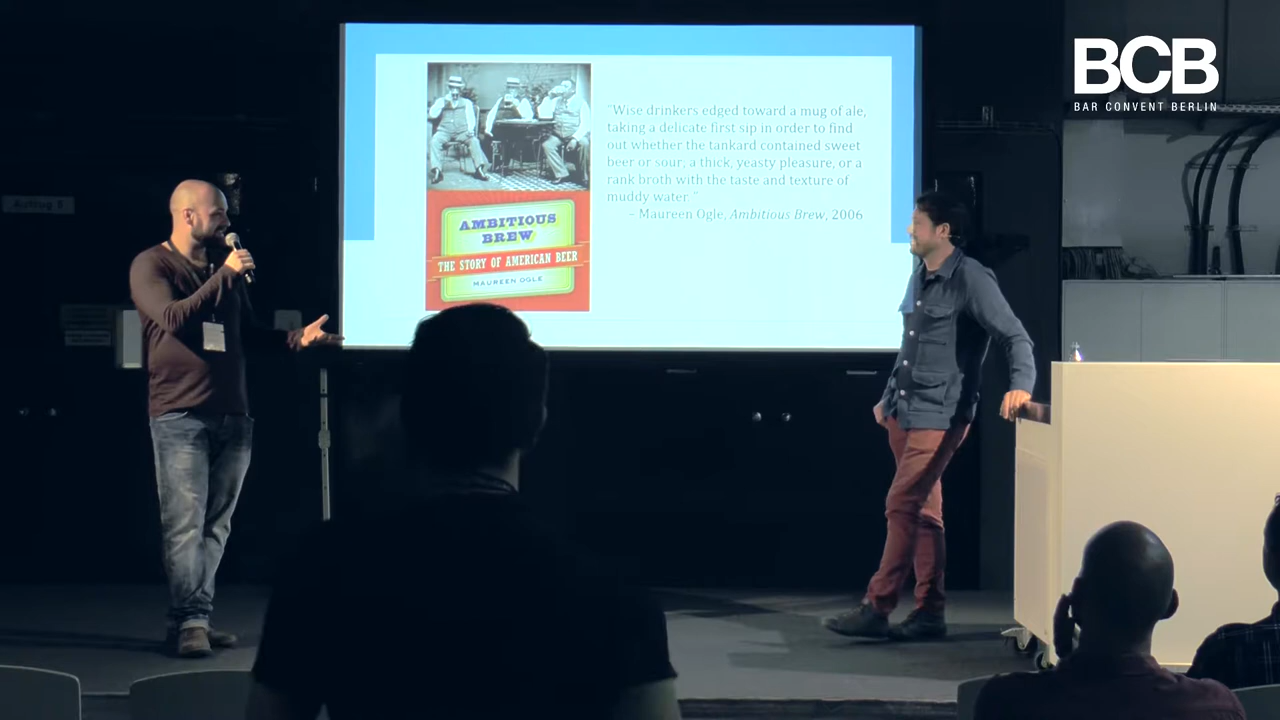 BCB
BAR CONVENT BERLIN
"Wise drinkers edged toward a mug of ale,
taking a delicate first sip in order to find
out whether the tankard contained sweet
beer or sour; a thick, yeasty pleasure, or a
rank broth with the taste and texture of
muddy water."
– Maureen Ogle, Ambitious Brew, 2006
AMBITIOUS
BREW
THE STORY OF AMERICAN BEER
MAUREEN OGLE
Aufzug 5